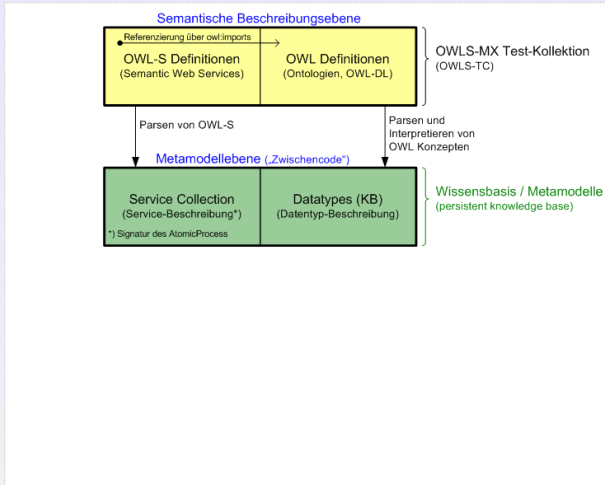 Semantische Beschreibungsebene
Referenzierung über owl:imports
OWL-S Definitionen
(Semantic Web Services)
OWL Definitionen
(Ontologien, OWL-DL)
OWLS-MX Test-Kollektion
(OWLS-TC)
Parsen von OWL-S
Parsen und
Interpretieren von
OWL Konzepten
Metamodellebene („Zwischencode“)
Service Collection
(Service-Beschreibung*)
*) Signatur des AtomicProcess
Datatypes (KB)
(Datentyp-Beschreibung)
Wissensbasis / Metamodelle
(persistent knowledge base)